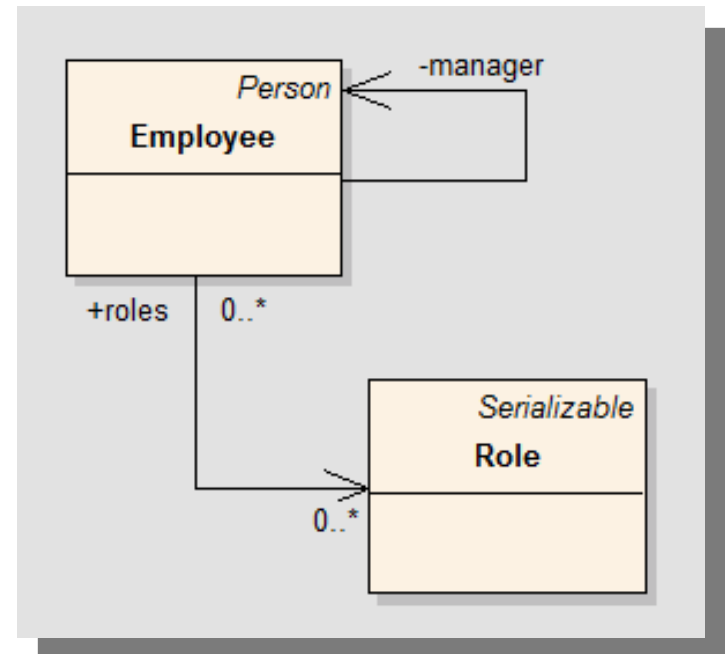 -manager
Person
Employee
+roles 0..*
Serializable
Role
0..*